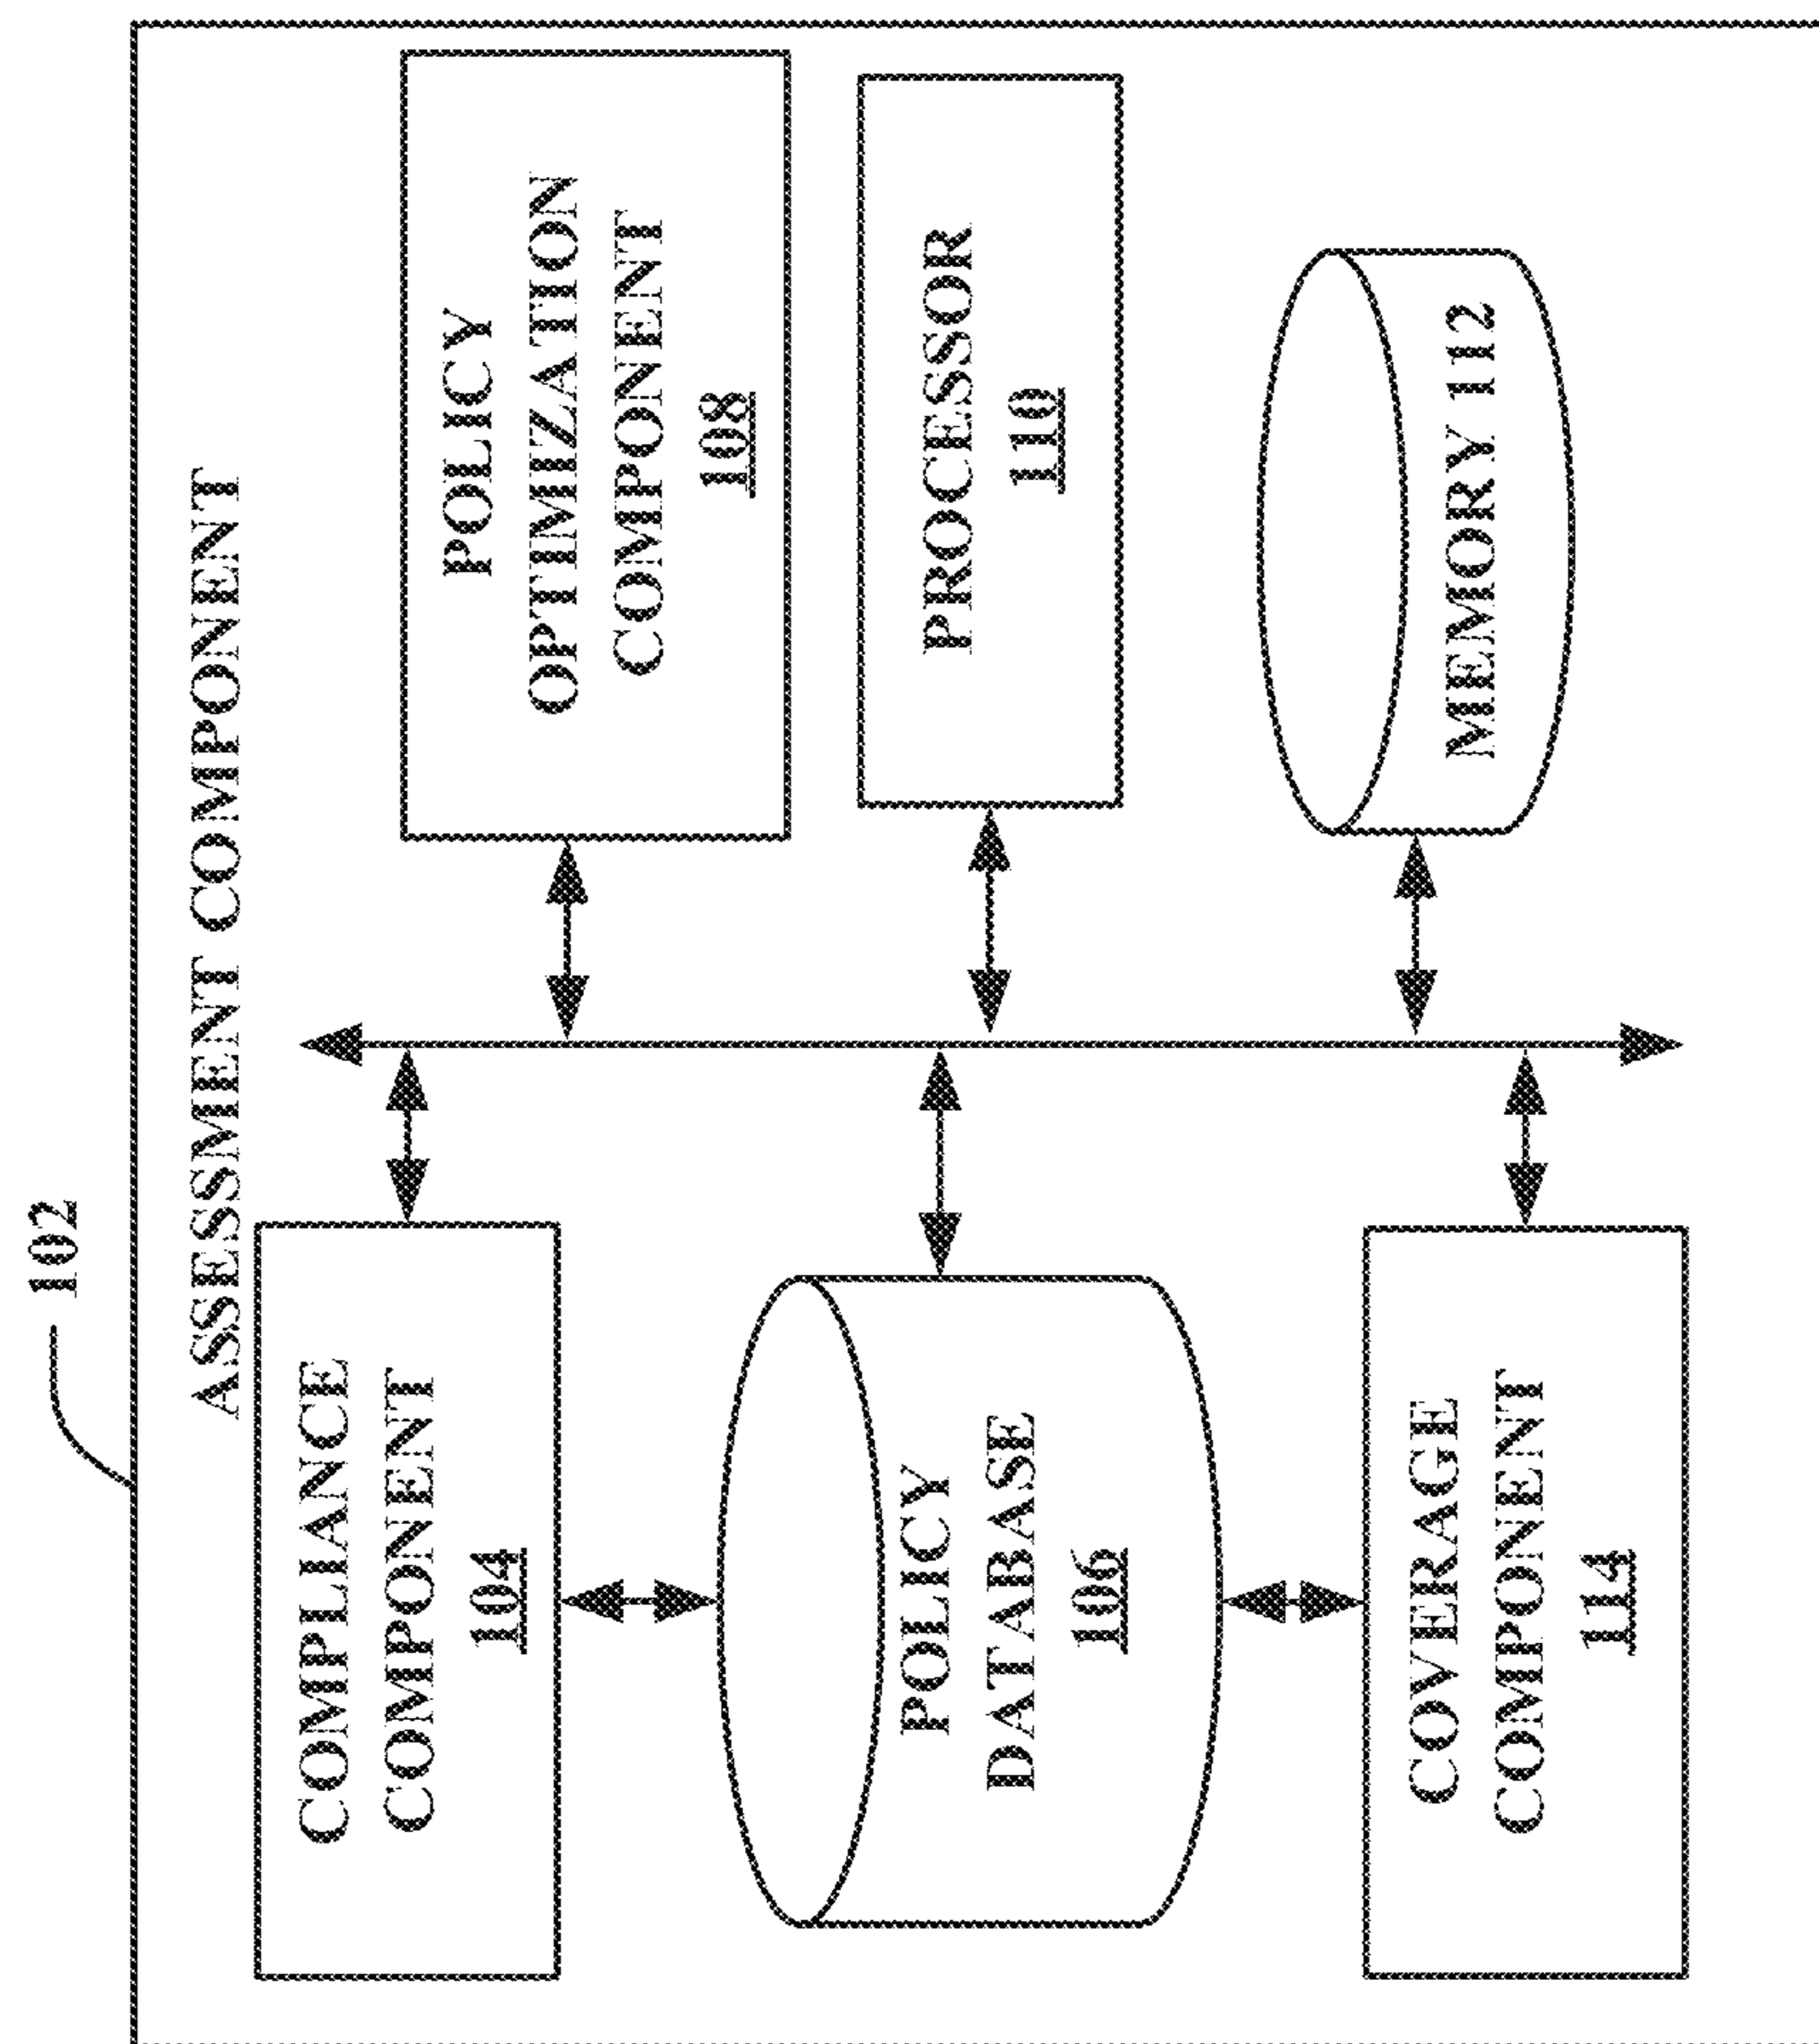 102
ASSESSMENT COMPONENT
COMPLIANCE
COMPONENT
104
POLICY
DATABASE
106
COVERAGE
COMPONENT
114
POLICY
OPTIMIZATION
COMPONENT
108
PROCESSOR
110
MEMORY 112